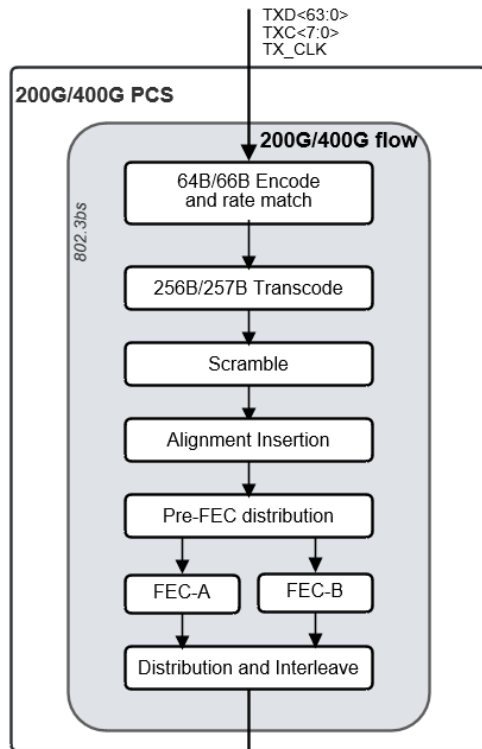 TXD<63:0>
TXC<7:0>
TX_CLK
200G/400G PCS
200G/400G flow
802.3bs
64B/66B Encode
and rate match
256B/257B Transcode
Scramble
Alignment Insertion
Pre-FEC distribution
FEC-A
FEC-B
Distribution and Interleave